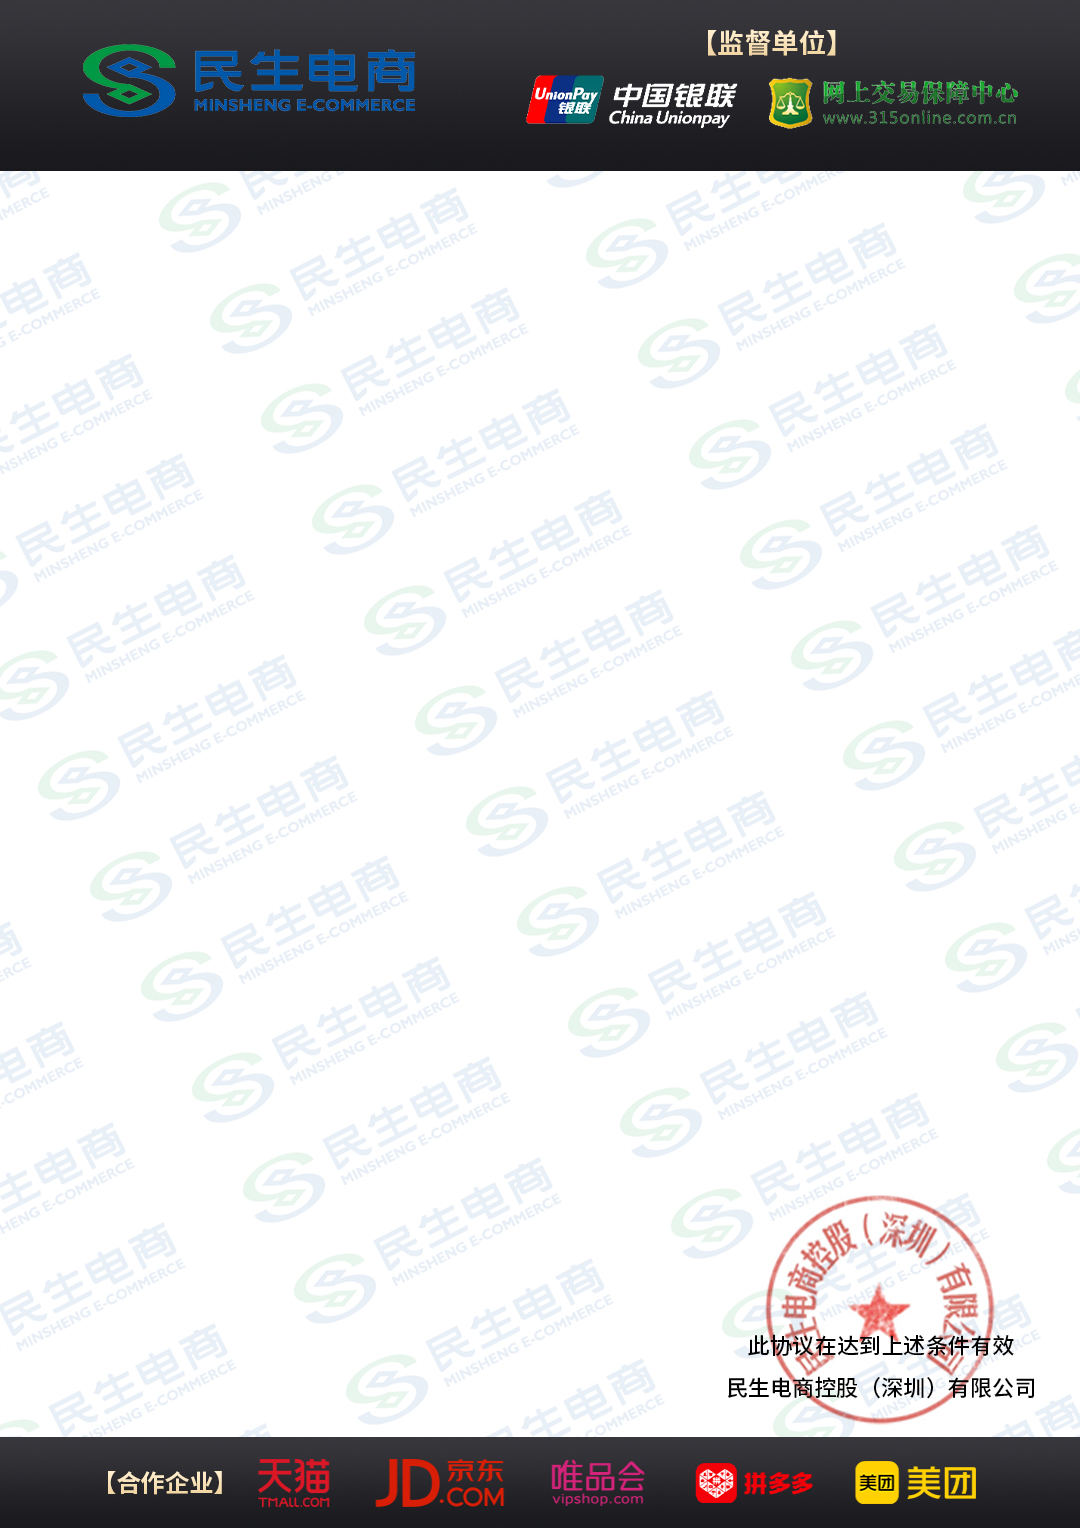 民生电商
MINSHENG E-COMMERCE
【监督单位】
UnionPay
银联
中国银联
China Unionpay
网上交易保障中心
www.315online.com.cn
民生电商控股（深圳）有限公司
此协议在达到上述条件有效
民生电商控股（深圳）有限公司
【合作企业】
天猫
TMALL.COM
JD.COM
京东
唯品会
vipshop.com
拼多多
美团
美团